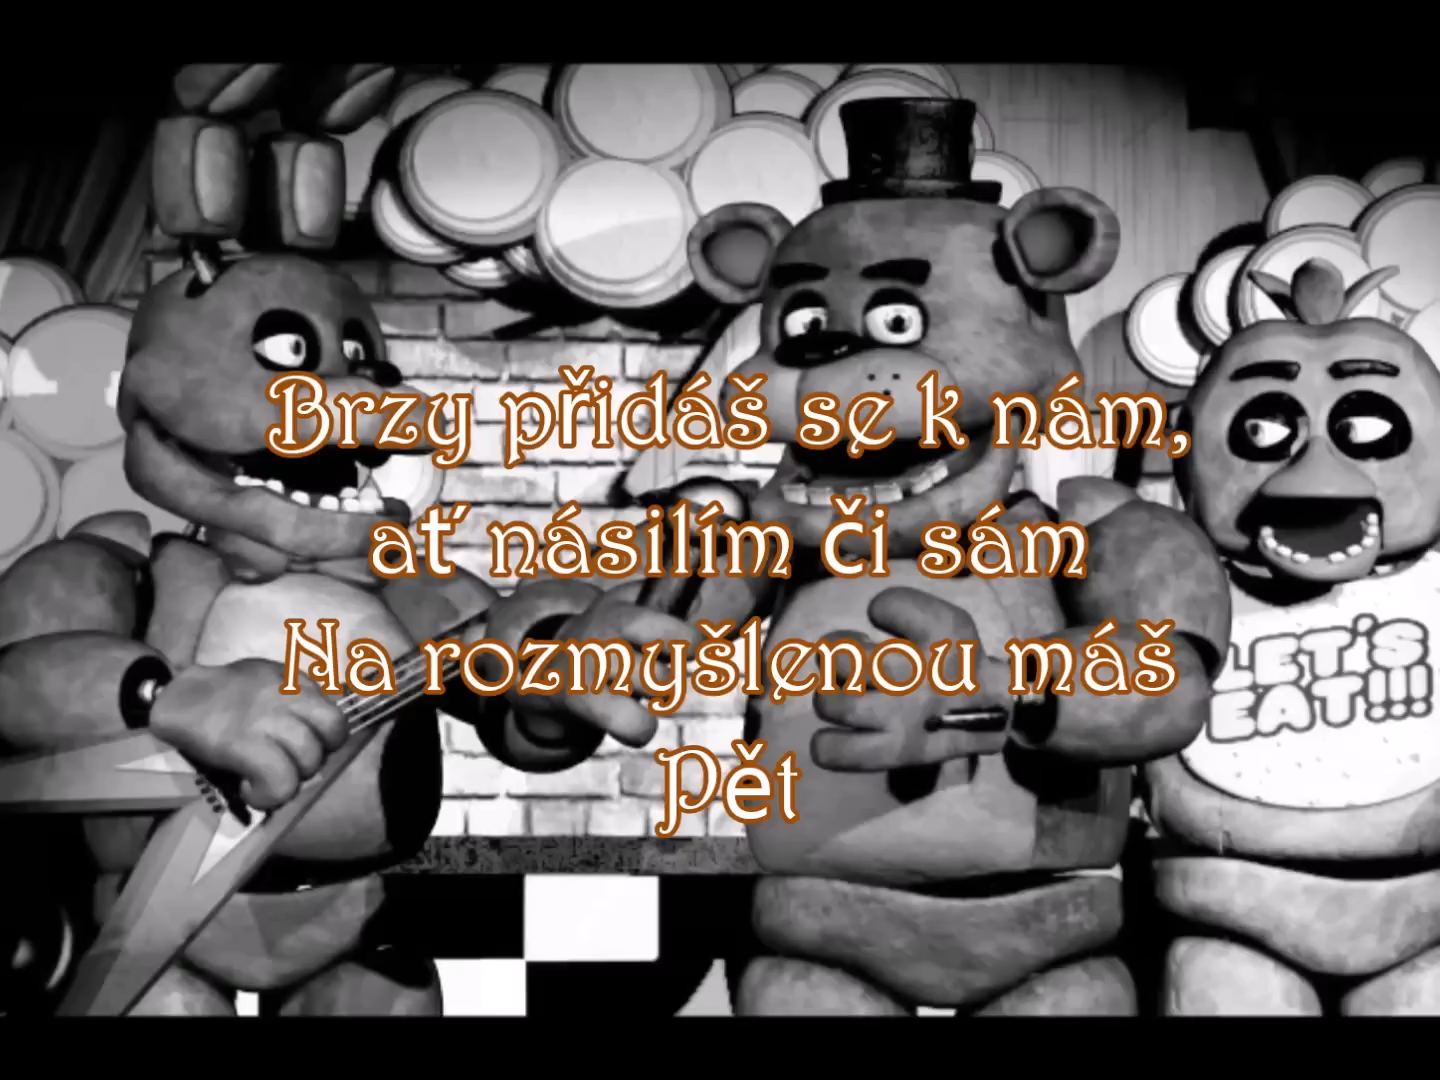 Brzy přidáš se k nám,
ať násilím či sám
Na rozmyšlenou máš
Pět
LET'S
EAT!!!